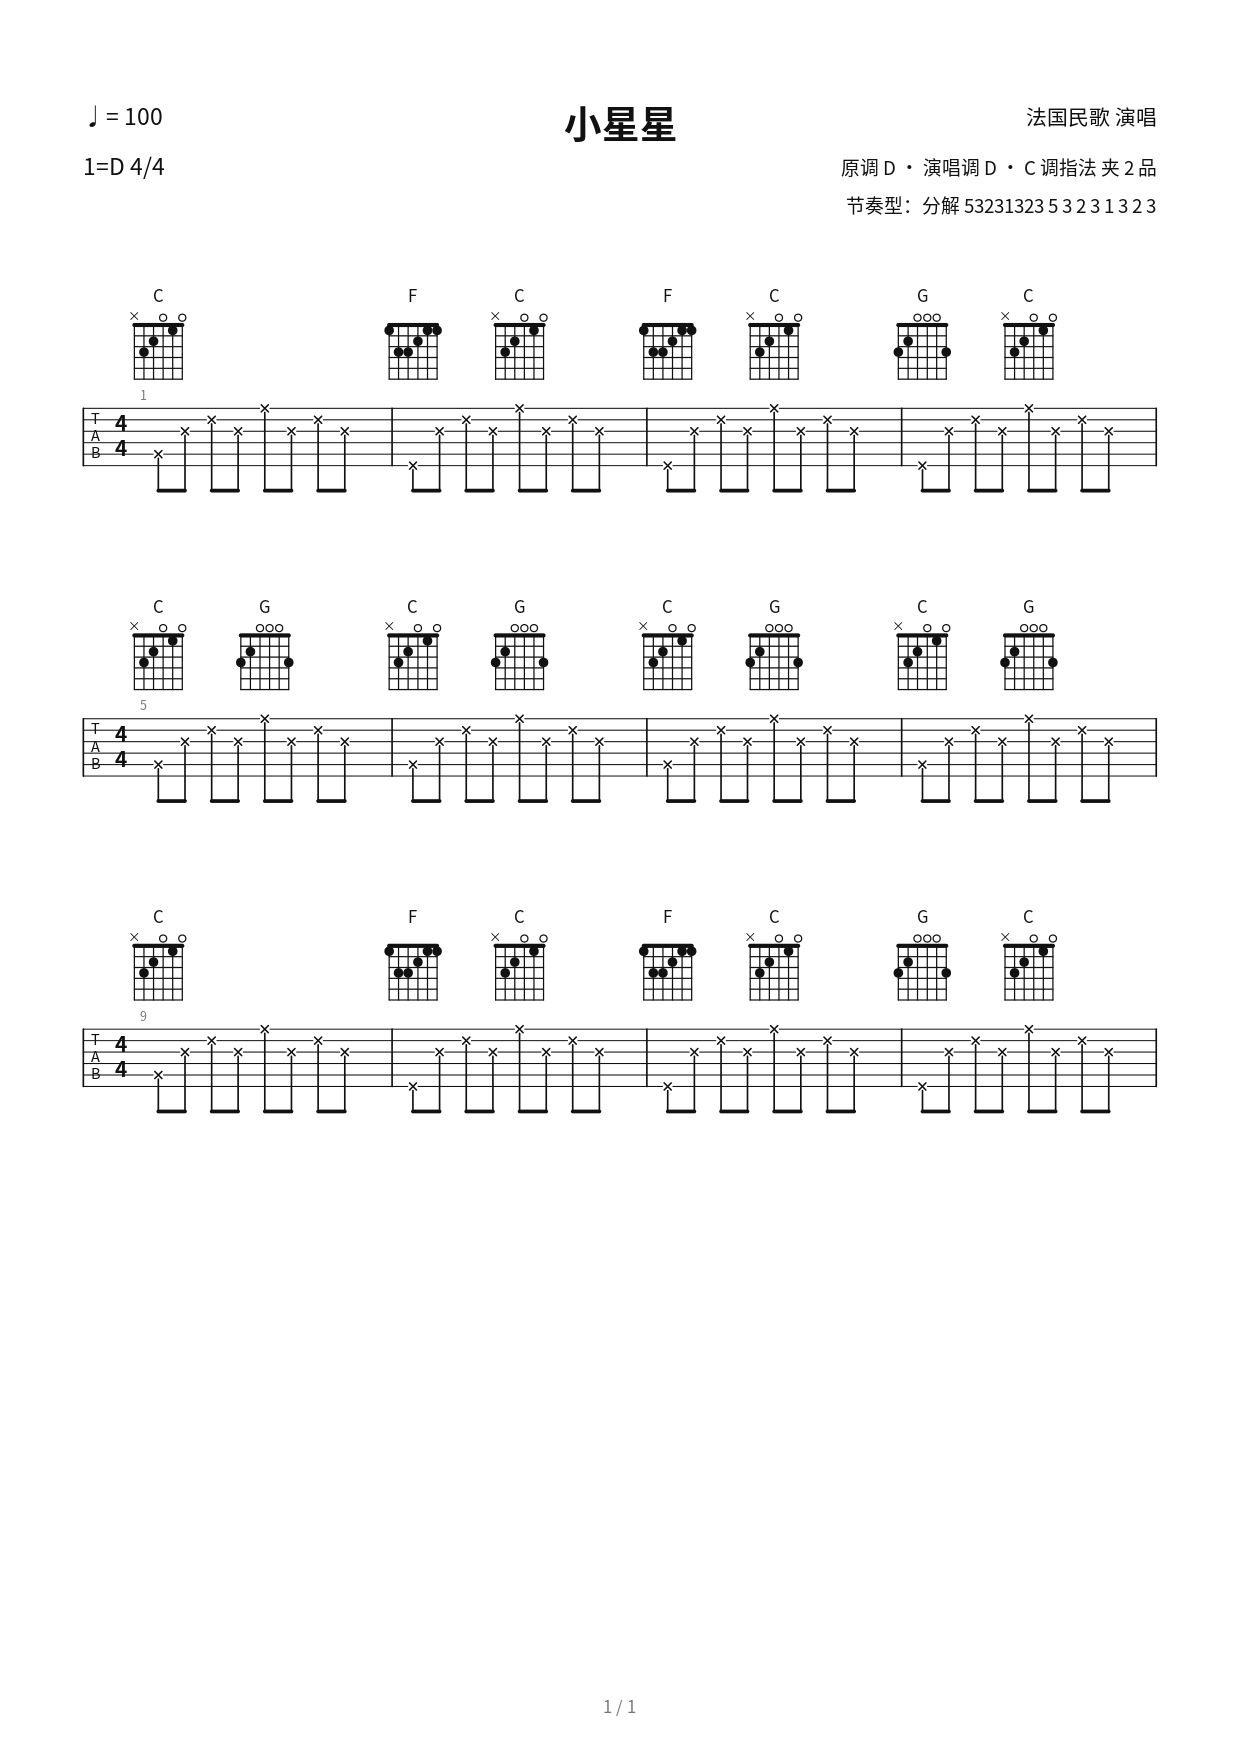 ♩= 100
小星星
法国民歌 演唱
1=D 4/4
原调 D · 演唱调 D · C 调指法 夹 2 品
节奏型：分解 53231323 5 3 2 3 1 3 2 3
C F C F C G C
1
T A B 4 4
C G C G C G C G
5
T A B 4 4
C F C F C G C
9
T A B 4 4
1 / 1